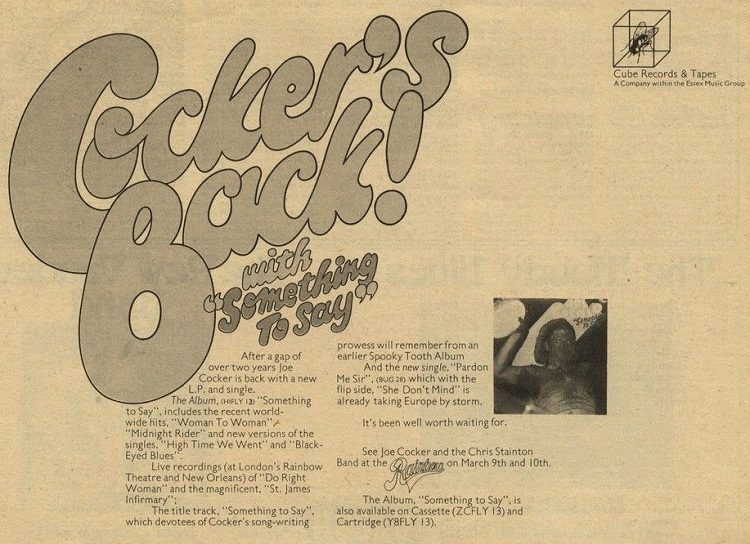 Cocker's
Back!
with
"Something
To Say"
Cube Records & Tapes
A Company within the Essex Music Group
After a gap of
over two years Joe
Cocker is back with a new
L.P. and single.
The Album, (HIFLY 13) "Something
to Say", includes the recent world-
wide hits, "Woman To Woman"
"Midnight Rider" and new versions of the
singles, "High Time We Went" and "Black-
Eyed Blues".
Live recordings (at London's Rainbow
Theatre and New Orleans) of "Do Right
Woman" and the magnificent, "St. James
Infirmary";
The title track, "Something to Say",
which devotees of Cocker's song-writing
prowess will remember from an
earlier Spooky Tooth Album
And the new single, "Pardon
Me Sir", (BUG 28) which with the
flip side, "She Don't Mind" is
already taking Europe by storm.
It's been well worth waiting for.
See Joe Cocker and the Chris Stainton
Band at the Rainbow on March 9th and 10th.
The Album, "Something to Say", is
also available on Cassette (ZCFLY 13) and
Cartridge (Y8FLY 13).